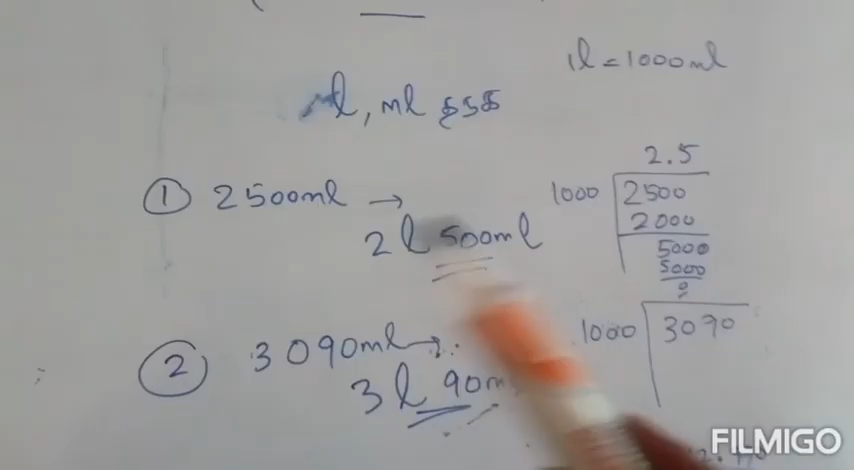 1l = 1000ml
l, ml
2.5
① 2500ml →
1000 2500
2000
2l 500ml
5000
5000
0
② 3090ml →
1000 3090
3l 90m
FILMIGO